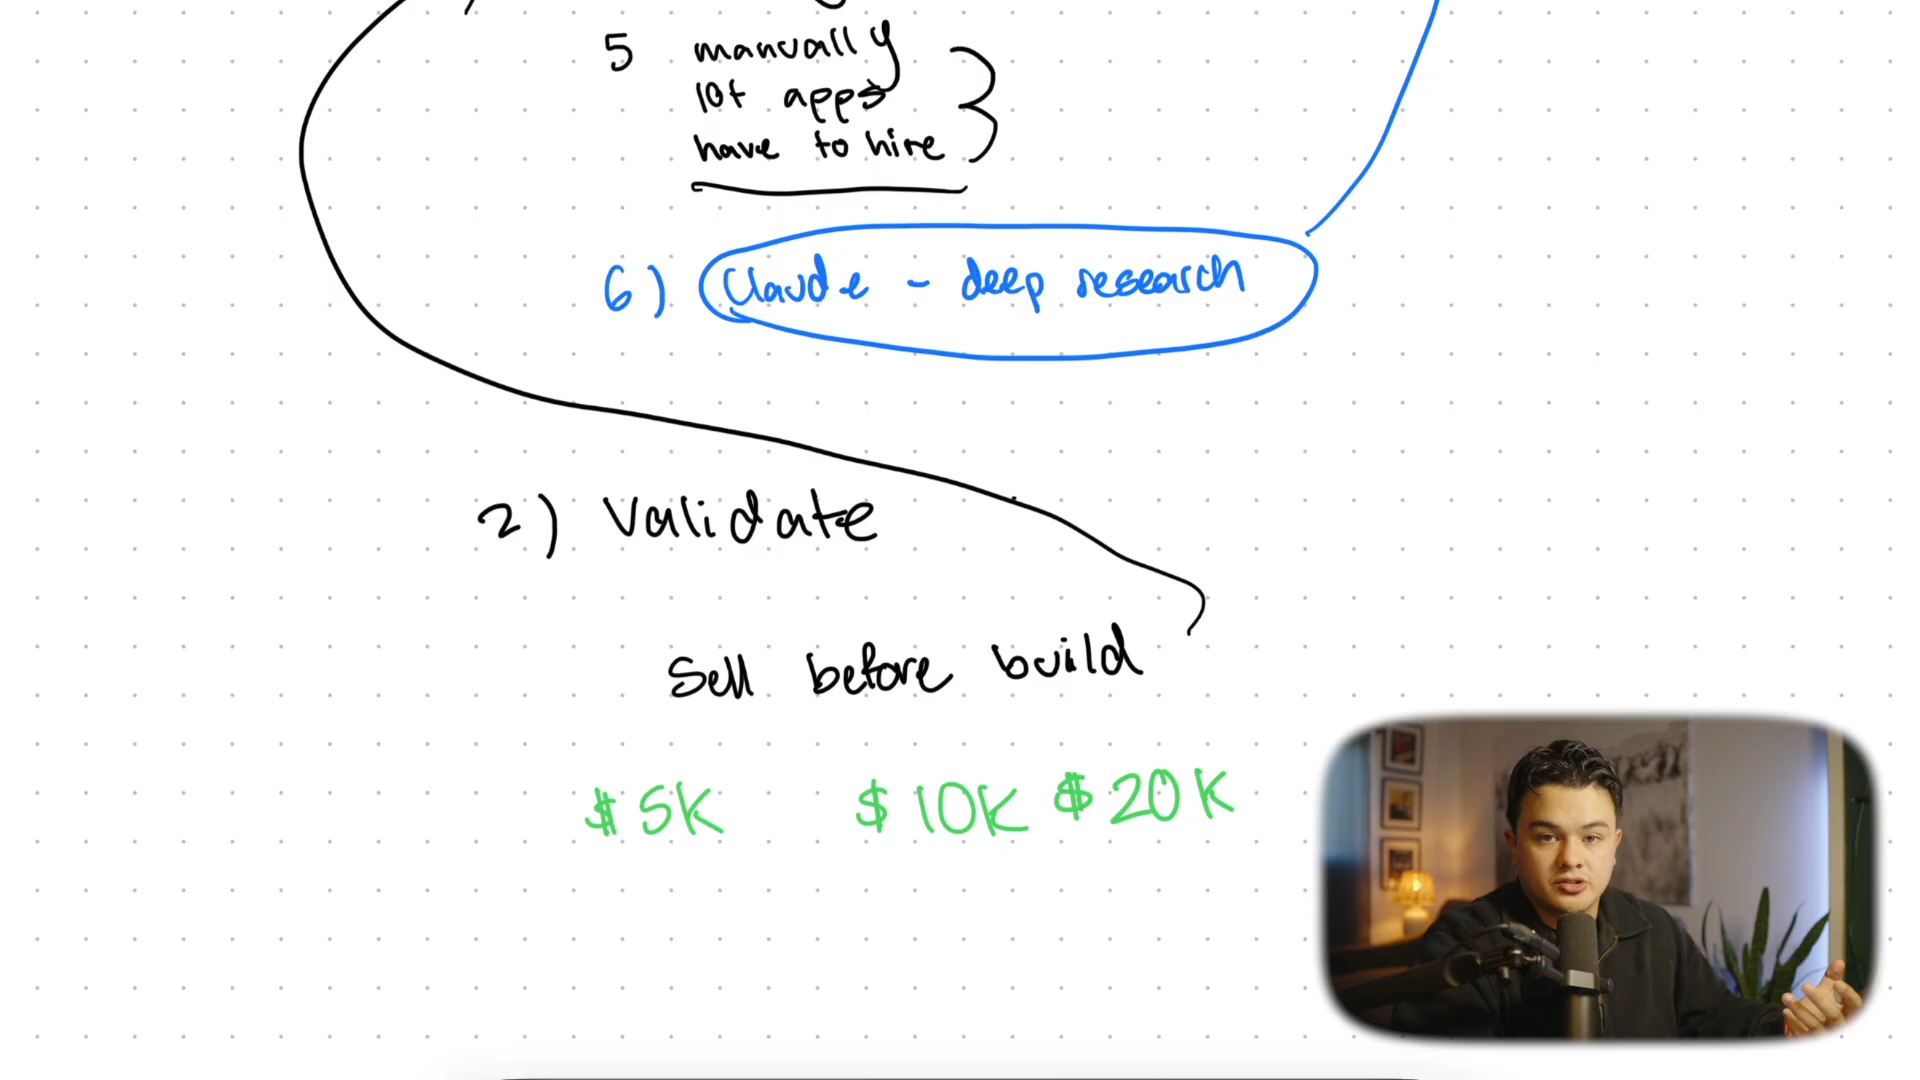 5 manually
10+ apps
have to hire
6) Claude - deep research
2) Validate
Sell before build
$5K $10K $20K